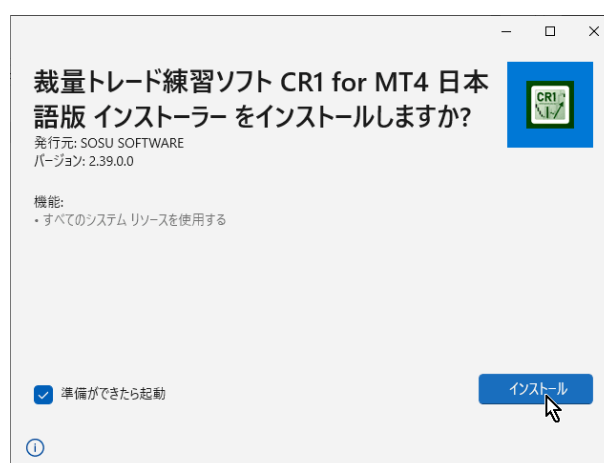 裁量トレード練習ソフト CR1 for MT4 日本
語版 インストーラー をインストールしますか?
CR1
発行元: SOSU SOFTWARE
バージョン: 2.39.0.0
機能:
• すべてのシステム リソースを使用する
準備ができたら起動
インストール